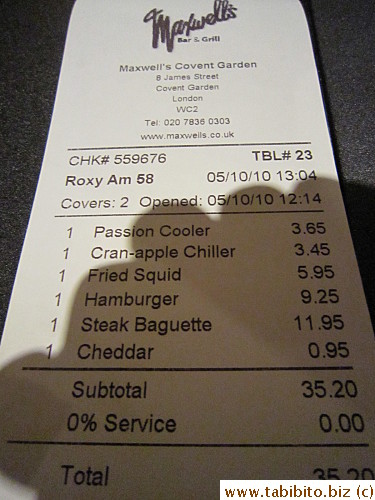 Maxwell's
Bar & Grill
Maxwell's Covent Garden
8 James Street
Covent Garden
London
WC2
Tel: 020 7836 0303
www.maxwells.co.uk
CHK# 559676 TBL# 23
Roxy Am 58 05/10/10 13:04
Covers: 2 Opened: 05/10/10 12:14
1 Passion Cooler 3.65
1 Cran-apple Chiller 3.45
1 Fried Squid 5.95
1 Hamburger 9.25
1 Steak Baguette 11.95
1 Cheddar 0.95
Subtotal 35.20
0% Service 0.00
Total 35.20
www.tabibito.biz (c)